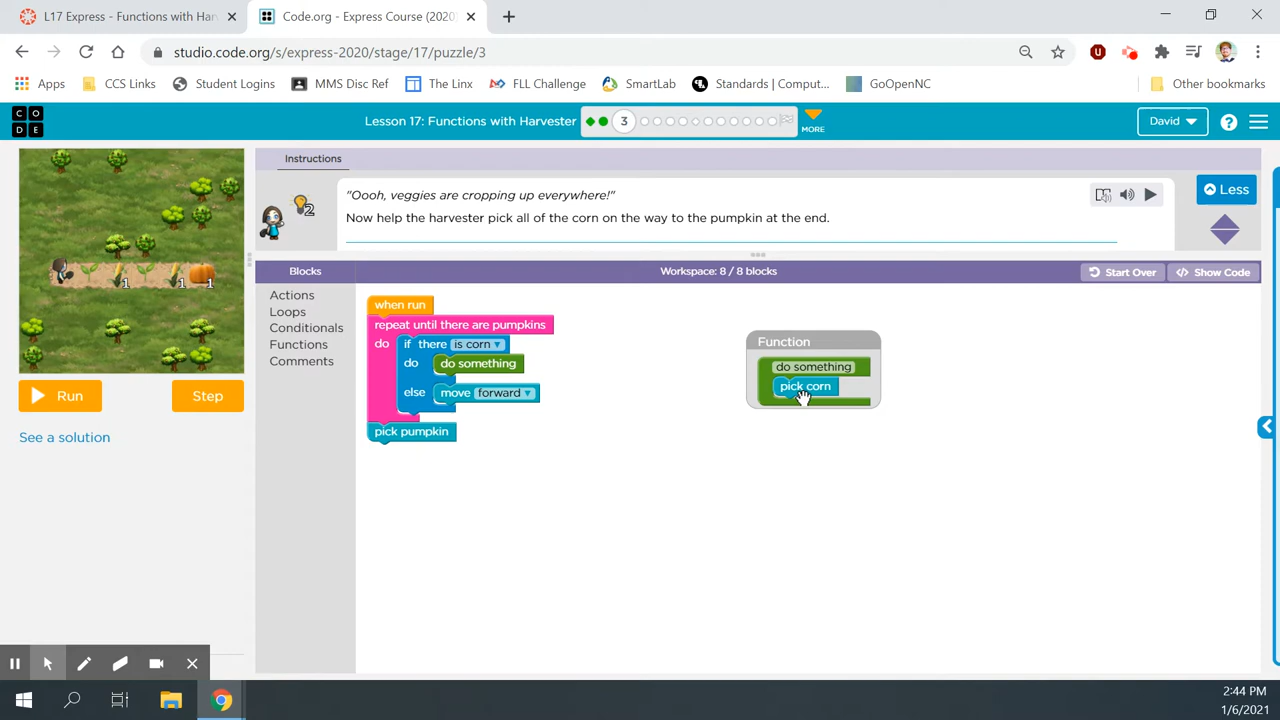 L17 Express - Functions with Har
Code.org - Express Course (2020
studio.code.org/s/express-2020/stage/17/puzzle/3
Apps
CCS Links
Student Logins
MMS Disc Ref
The Linx
FLL Challenge
SmartLab
Standards | Comput...
GoOpenNC
Other bookmarks
C O
D E
Lesson 17: Functions with Harvester
3
MORE
David
?
Instructions
2
"Oooh, veggies are cropping up everywhere!"
Now help the harvester pick all of the corn on the way to the pumpkin at the end.
Less
1
1
1
Run
Step
See a solution
Blocks
Workspace: 8 / 8 blocks
Start Over
Show Code
Actions
Loops
Conditionals
Functions
Comments
when run
repeat until there are pumpkins
do if there is corn
do do something
else move forward
pick pumpkin
Function
do something
pick corn
2:44 PM
1/6/2021